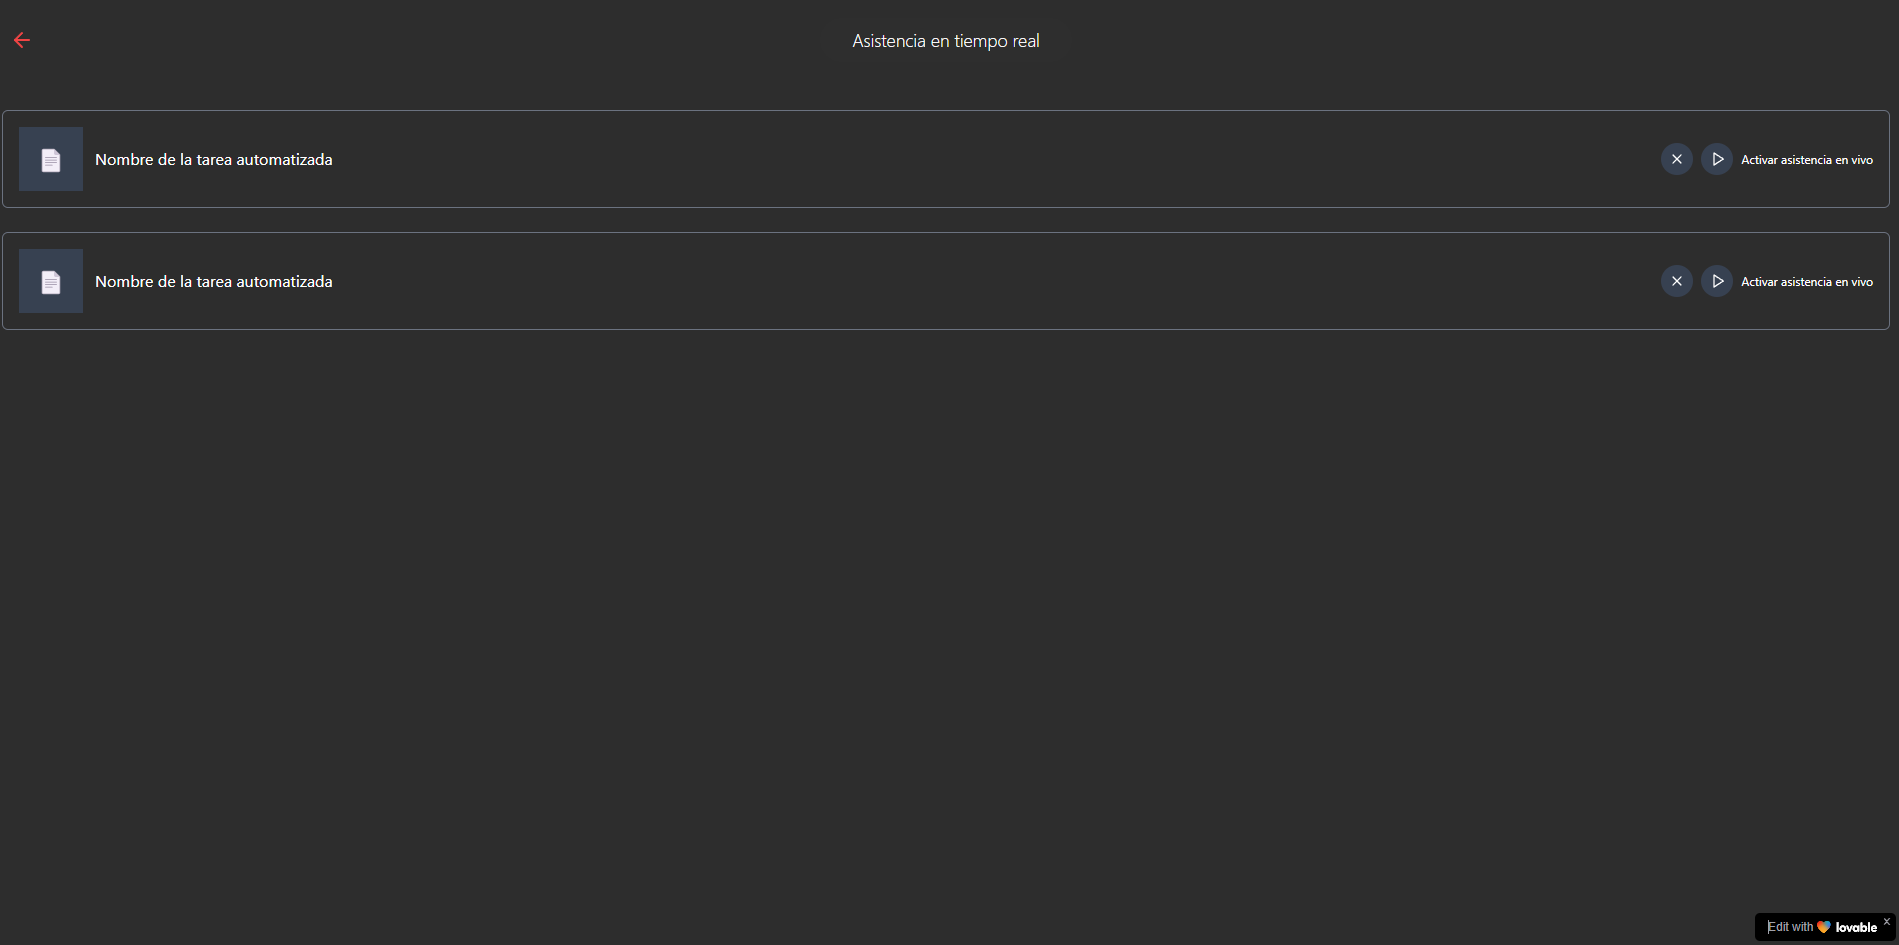 Asistencia en tiempo real
Nombre de la tarea automatizada
Activar asistencia en vivo
Nombre de la tarea automatizada
Activar asistencia en vivo
Edit with lovable